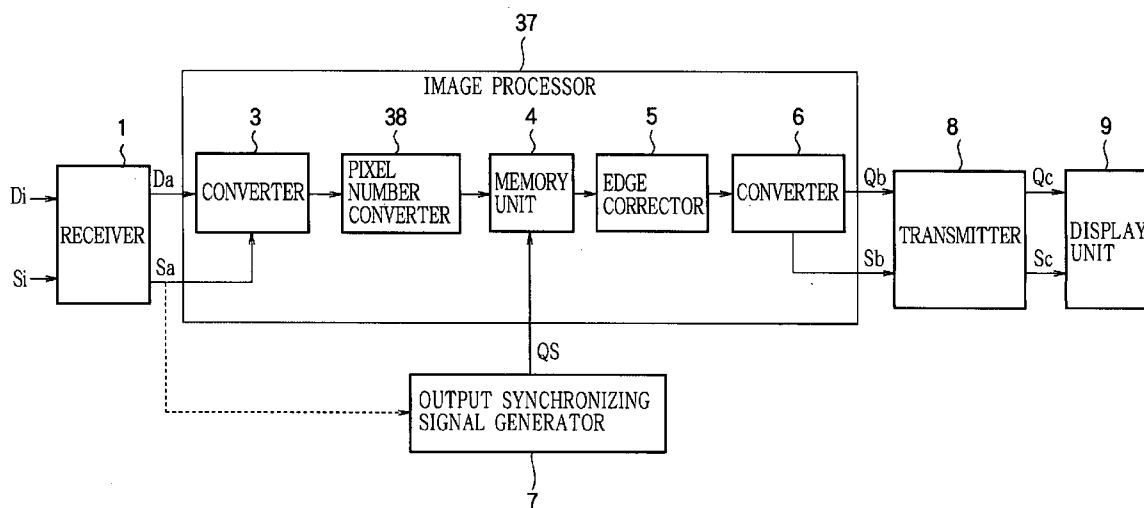 37
IMAGE PROCESSOR
1
3
38
4
5
6
8
9
Di
Si
RECEIVER
Da
Sa
CONVERTER
PIXEL
NUMBER
CONVERTER
MEMORY
UNIT
EDGE
CORRECTOR
CONVERTER
Qb
Sb
TRANSMITTER
Qc
Sc
DISPLAY
UNIT
QS
OUTPUT SYNCHRONIZING
SIGNAL GENERATOR
7